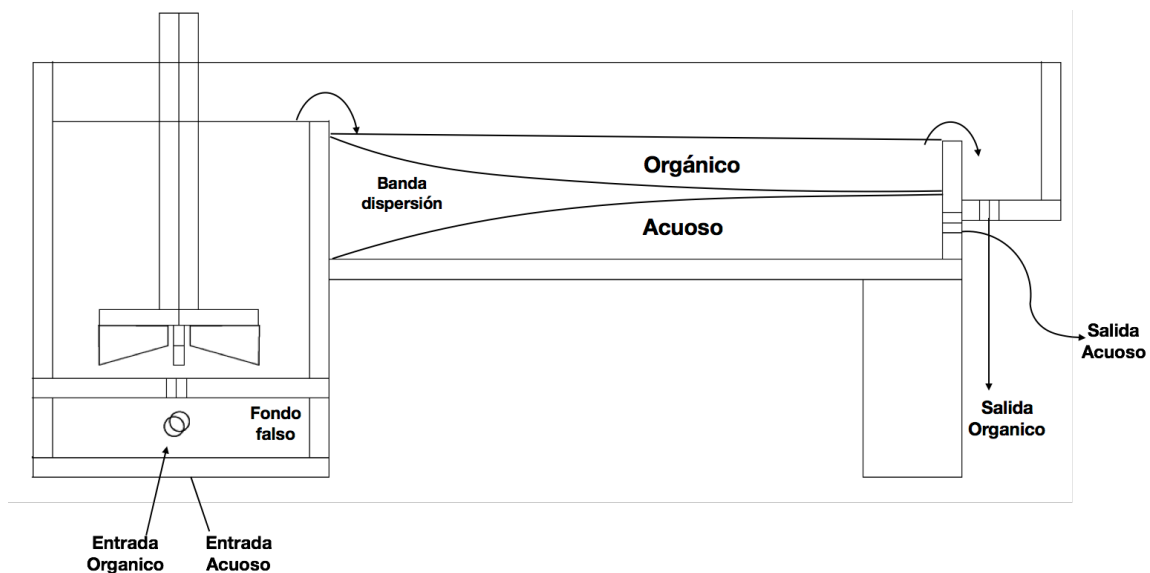 Orgánico
Banda
dispersión
Acuoso
Salida
Acuoso
Fondo
falso
Salida
Organico
Entrada
Organico
Entrada
Acuoso